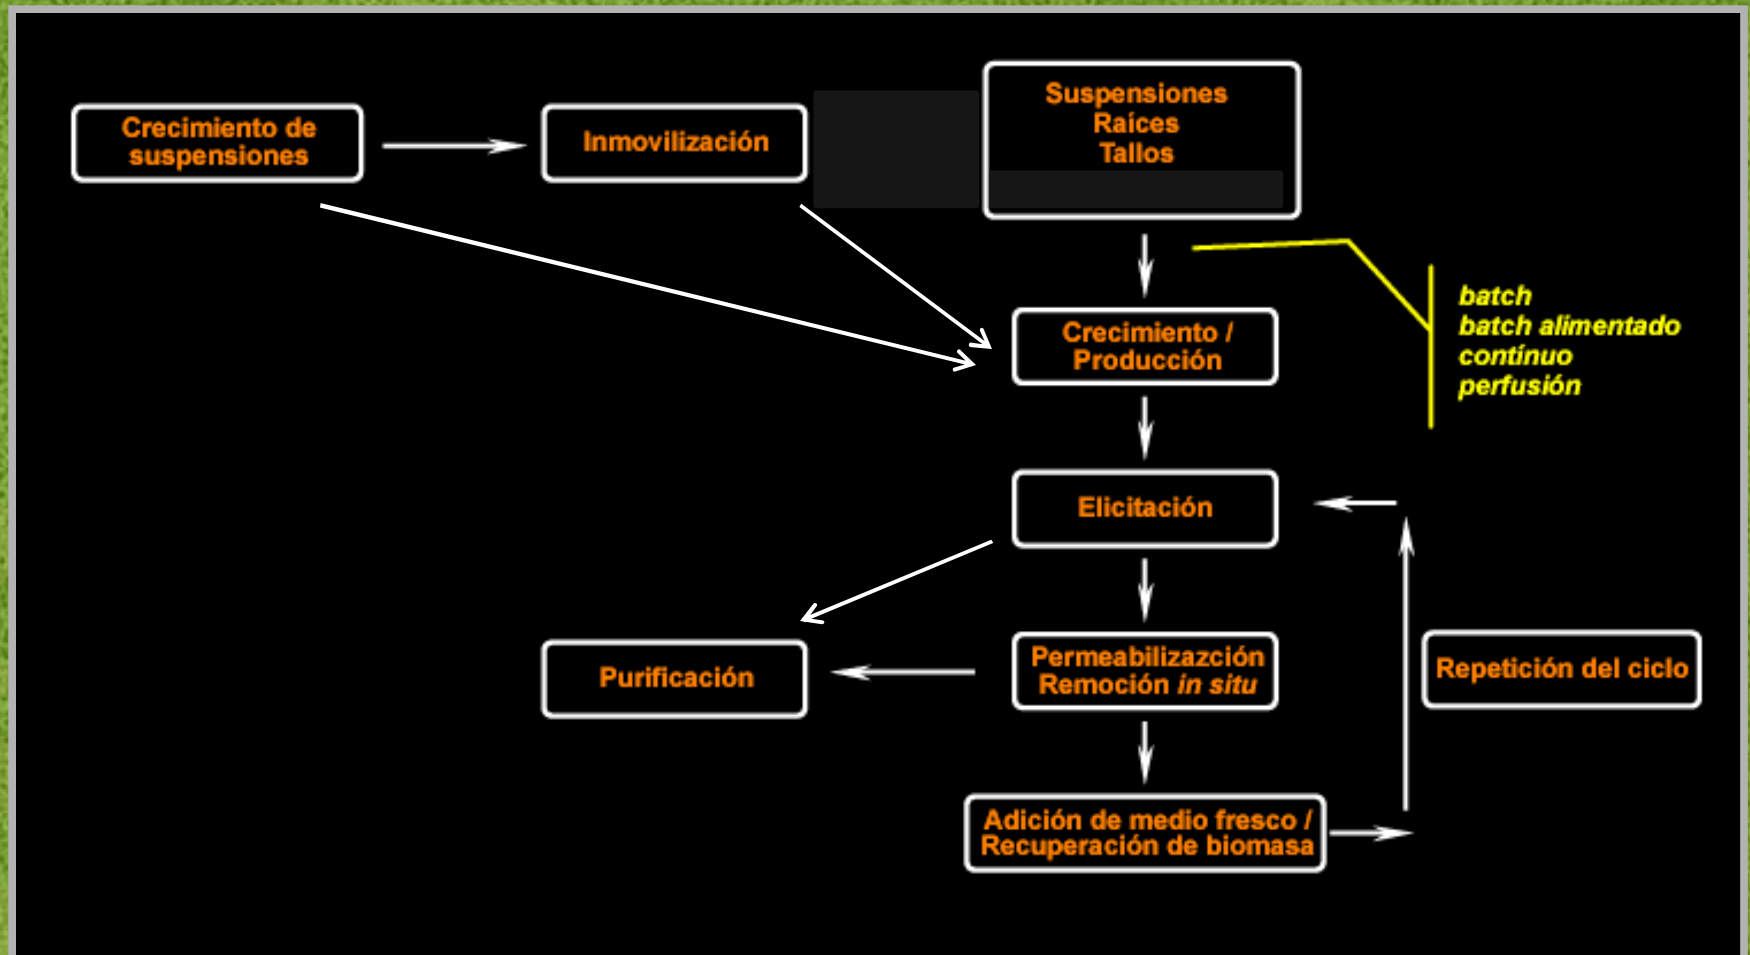 Crecimiento de
suspensiones
Inmovilización
Suspensiones
Raíces
Tallos
Crecimiento /
Producción
batch
batch alimentado
contínuo
perfusión
Elicitación
Purificación
Permeabilizazción
Remoción in situ
Repetición del ciclo
Adición de medio fresco /
Recuperación de biomasa